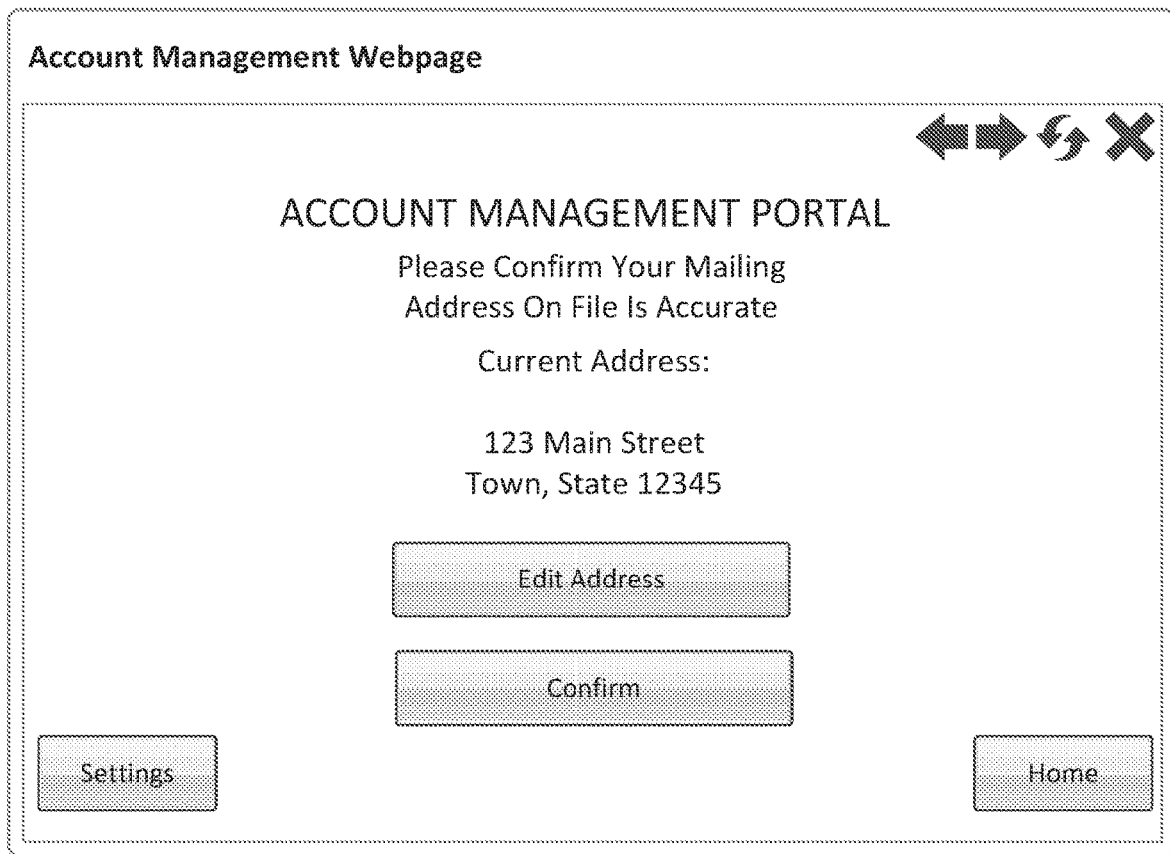 Account Management Webpage
ACCOUNT MANAGEMENT PORTAL
Please Confirm Your Mailing
Address On File Is Accurate
Current Address:
123 Main Street
Town, State 12345
Edit Address
Confirm
Settings
Home